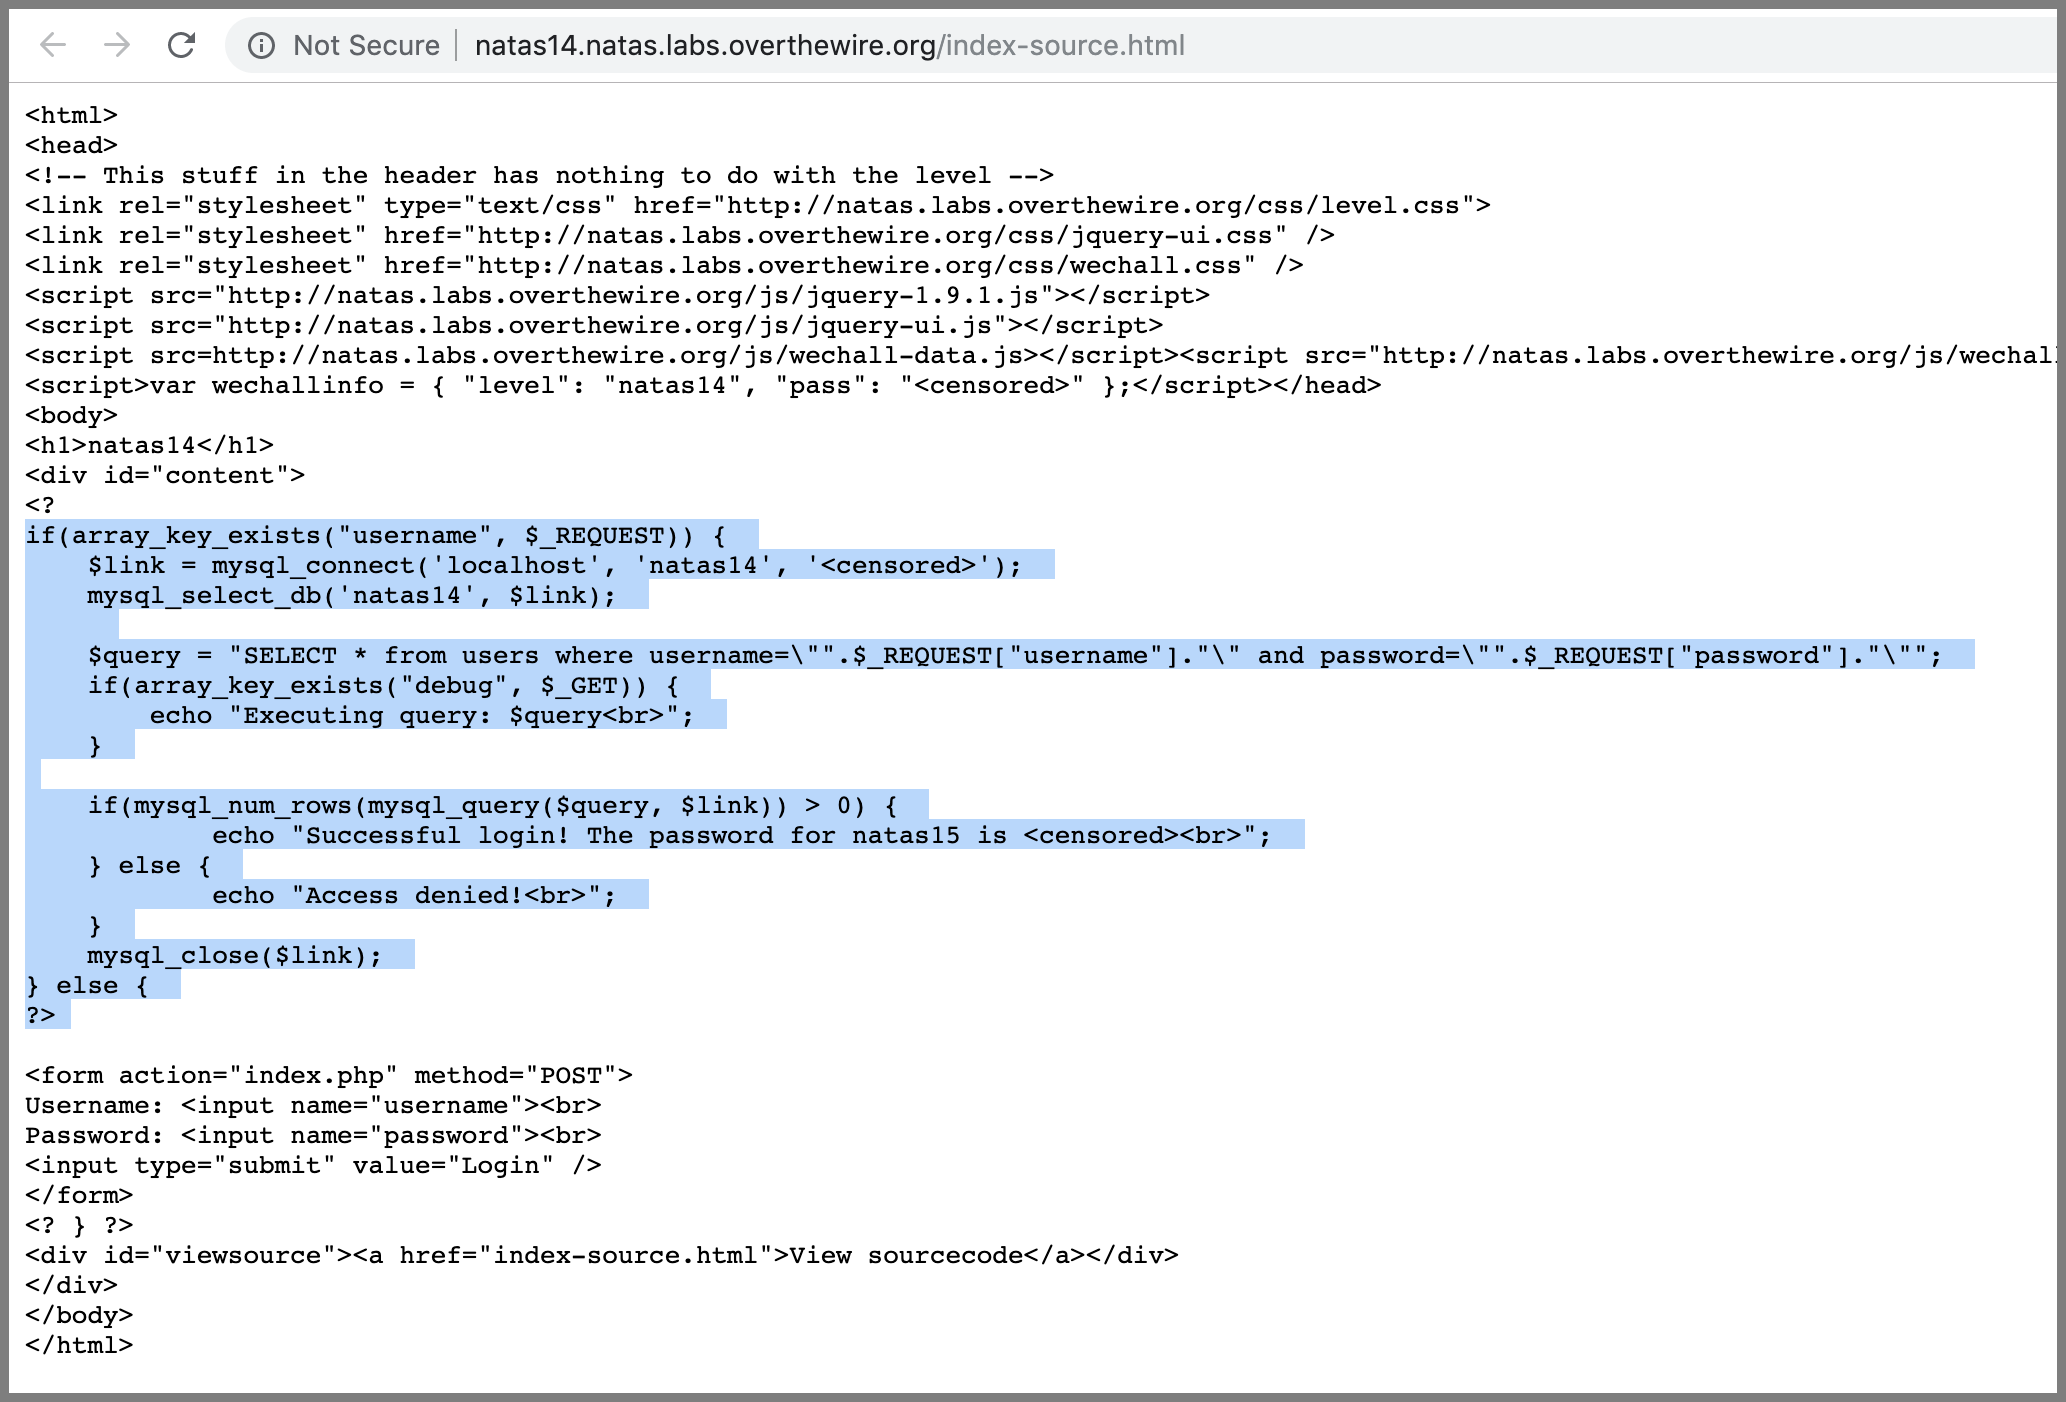 Not Secure | natas14.natas.labs.overthewire.org/index-source.html
<html>
<head>
<!-- This stuff in the header has nothing to do with the level -->
<link rel="stylesheet" type="text/css" href="http://natas.labs.overthewire.org/css/level.css">
<link rel="stylesheet" href="http://natas.labs.overthewire.org/css/jquery-ui.css" />
<link rel="stylesheet" href="http://natas.labs.overthewire.org/css/wechall.css" />
<script src="http://natas.labs.overthewire.org/js/jquery-1.9.1.js"></script>
<script src="http://natas.labs.overthewire.org/js/jquery-ui.js"></script>
<script src=http://natas.labs.overthewire.org/js/wechall-data.js></script><script src="http://natas.labs.overthewire.org/js/wechal
<script>var wechallinfo = { "level": "natas14", "pass": "<censored>" };</script></head>
<body>
<h1>natas14</h1>
<div id="content">
<?
if(array_key_exists("username", $_REQUEST)) {
    $link = mysql_connect('localhost', 'natas14', '<censored>');
    mysql_select_db('natas14', $link);
    $query = "SELECT * from users where username=\"".$_REQUEST["username"]."\" and password=\"".$_REQUEST["password"]."\"";
    if(array_key_exists("debug", $_GET)) {
        echo "Executing query: $query<br>";
    }
    if(mysql_num_rows(mysql_query($query, $link)) > 0) {
            echo "Successful login! The password for natas15 is <censored><br>";
    } else {
            echo "Access denied!<br>";
    }
    mysql_close($link);
} else {
?>
<form action="index.php" method="POST">
Username: <input name="username"><br>
Password: <input name="password"><br>
<input type="submit" value="Login" />
</form>
<? } ?>
<div id="viewsource"><a href="index-source.html">View sourcecode</a></div>
</div>
</body>
</html>